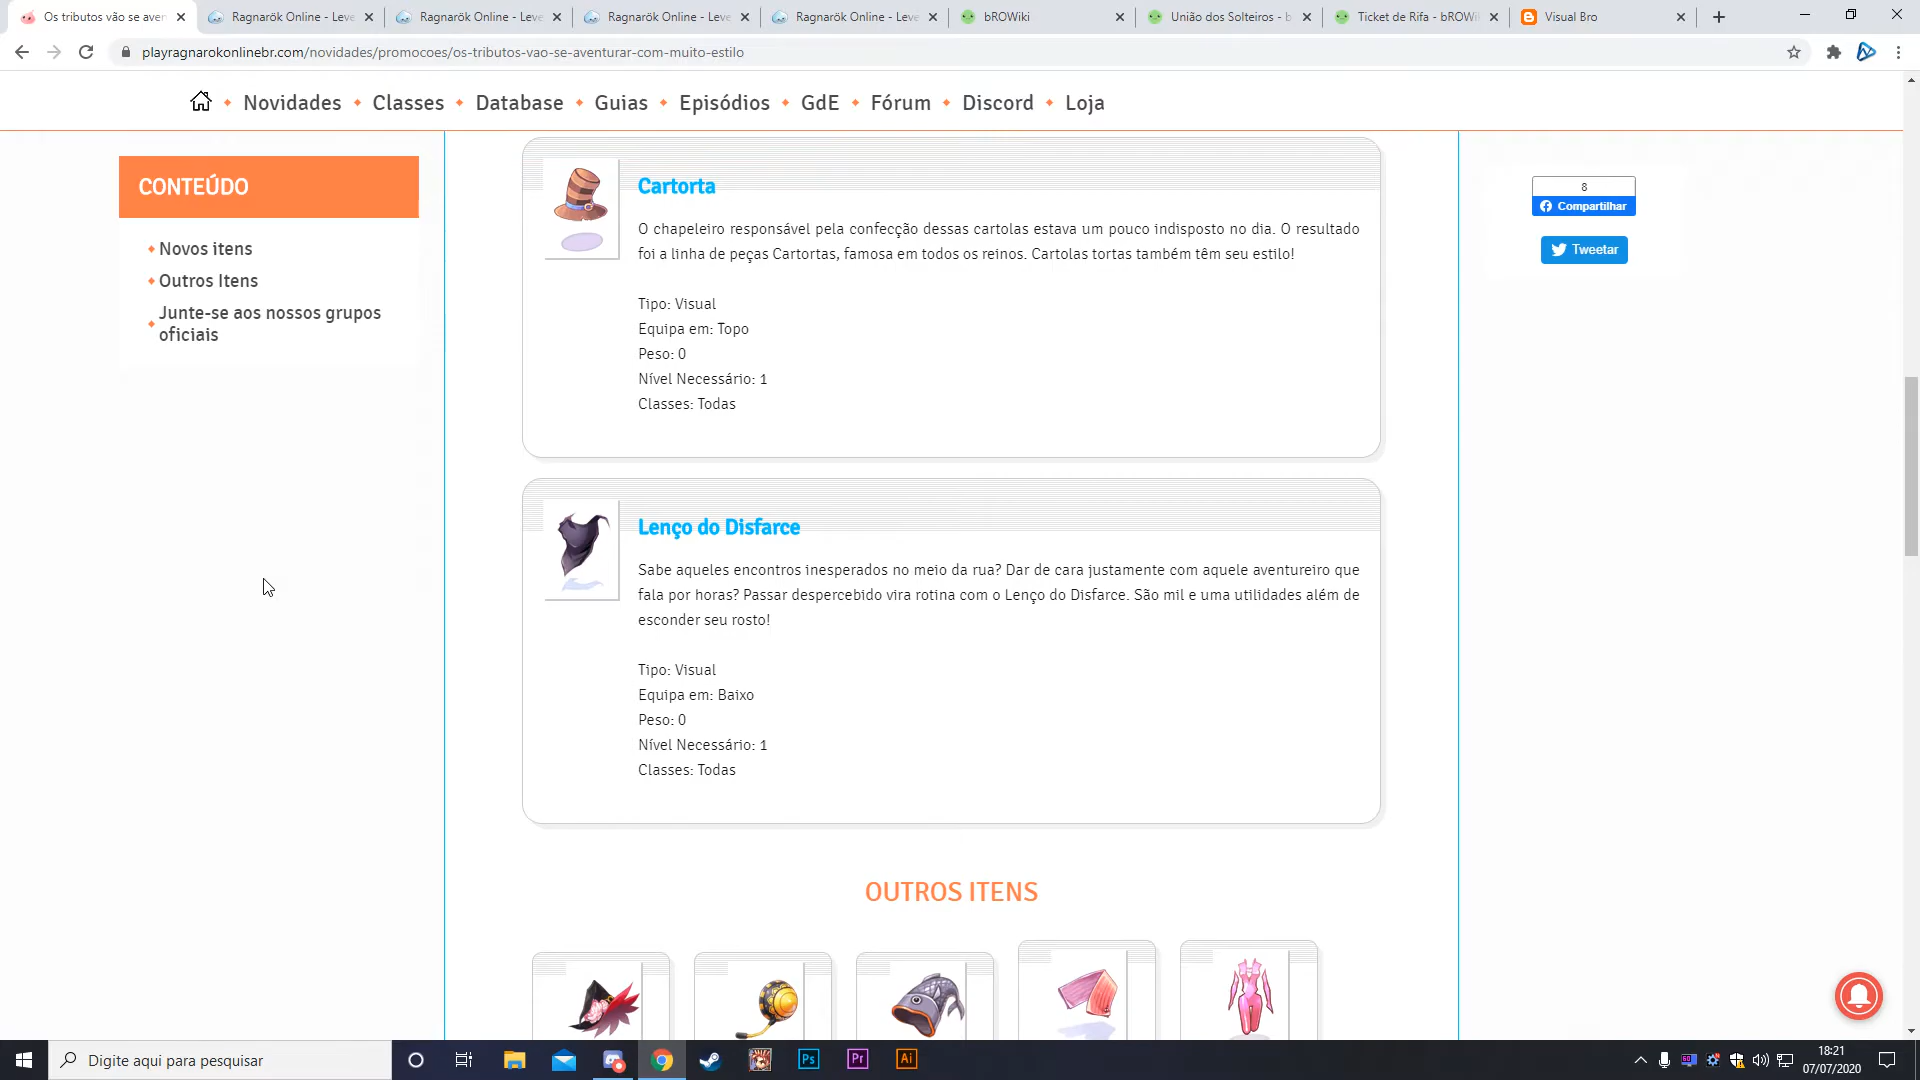 Os tributos vão se aven
Ragnarök Online - Leve
Ragnarök Online - Leve
Ragnarök Online - Leve
Ragnarök Online - Leve
bROWiki
União dos Solteiros - b
Ticket de Rifa - bROWi
Visual Bro
playragnarokonlinebr.com/novidades/promocoes/os-tributos-vao-se-aventurar-com-muito-estilo
Novidades
Classes
Database
Guias
Episódios
GdE
Fórum
Discord
Loja
CONTEÚDO
Novos itens
Outros Itens
Junte-se aos nossos grupos
oficiais
Cartorta
O chapeleiro responsável pela confecção dessas cartolas estava um pouco indisposto no dia. O resultado
foi a linha de peças Cartortas, famosa em todos os reinos. Cartolas tortas também têm seu estilo!
Tipo: Visual
Equipa em: Topo
Peso: 0
Nível Necessário: 1
Classes: Todas
Lenço do Disfarce
Sabe aqueles encontros inesperados no meio da rua? Dar de cara justamente com aquele aventureiro que
fala por horas? Passar despercebido vira rotina com o Lenço do Disfarce. São mil e uma utilidades além de
esconder seu rosto!
Tipo: Visual
Equipa em: Baixo
Peso: 0
Nível Necessário: 1
Classes: Todas
OUTROS ITENS
8
Compartilhar
Tweetar
Digite aqui para pesquisar
Ps
Pr
Ai
60
18:21
07/07/2020